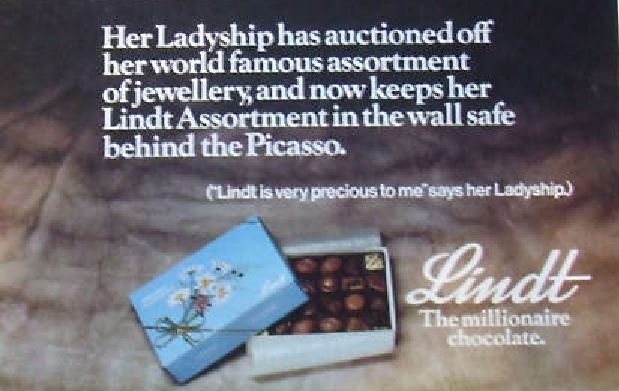 Her Ladyship has auctioned off
her world famous assortment
of jewellery, and now keeps her
Lindt Assortment in the wall safe
behind the Picasso.
("Lindt is very precious to me" says her Ladyship.)
Lindt
The millionaire
chocolate.